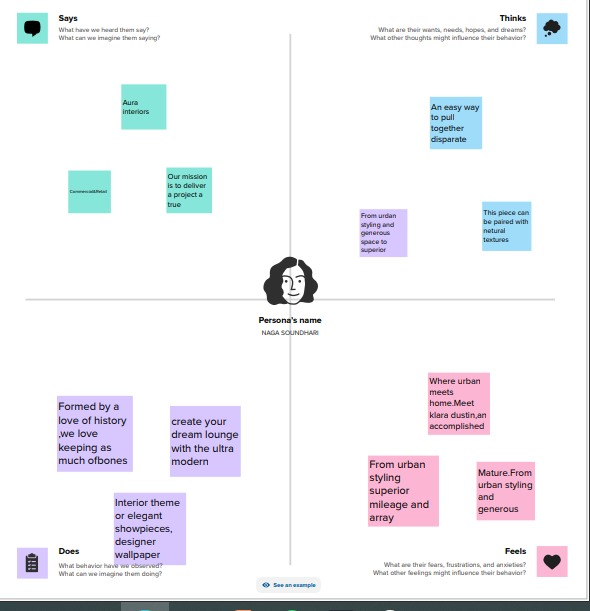 Says
What have we heard them say?
What can we imagine them saying?
Thinks
What are their wants, needs, hopes, and dreams?
What other thoughts might influence their behavior?
Aura
interiors
Commercial&Retail
Our mission
is to deliver
a project a
true
An easy way
to pull
together
disparate
From urdan
styling and
generous
space to
superior
This piece can
be paired with
netural
textures
Persona's name
NAGA SOUNDHARI
Formed by a
love of history
,we love
keeping as
much ofbones
create your
dream lounge
with the ultra
modern
Interior theme
or elegant
showpieces,
designer
wallpaper
Where urban
meets
home.Meet
klara dustin,an
accomplished
From urban
styling
superior
mileage and
array
Mature.From
urban styling
and
generous
Does
What behavior have we observed?
What can we imagine them doing?
Feels
What are their fears, frustrations, and anxieties?
What other feelings might influence their behavior?
See an example